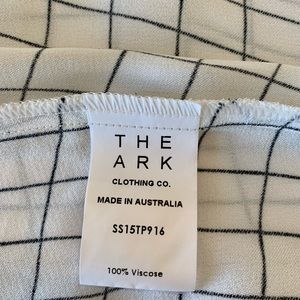 THE
ARK
CLOTHING CO.
MADE IN AUSTRALIA
SS15TP916
100% Viscose